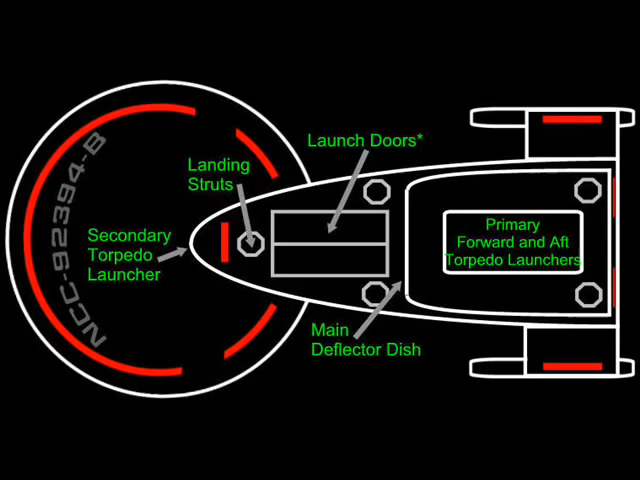 Launch Doors*
Landing
Struts
Secondary
Torpedo
Launcher
Primary
Forward and Aft
Torpedo Launchers
Main
Deflector Dish
NCC-92394-B